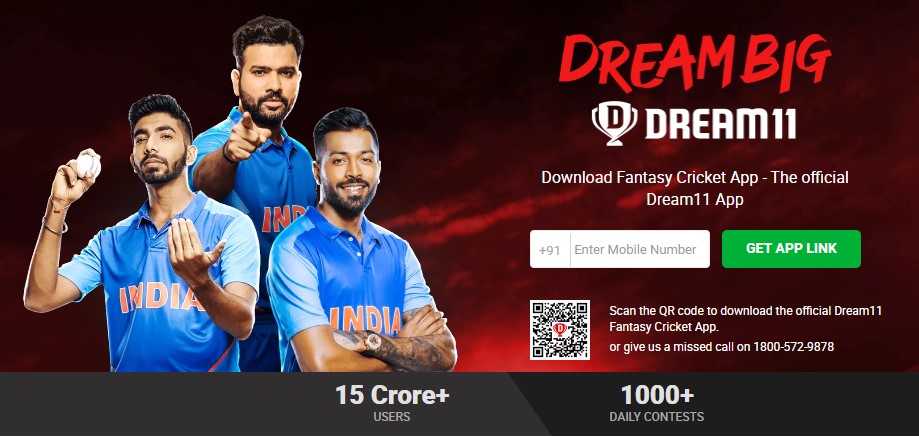 DREAM BIG
DREAM11
Download Fantasy Cricket App - The official
Dream11 App
+91 Enter Mobile Number
GET APP LINK
Scan the QR code to download the official Dream11
Fantasy Cricket App.
or give us a missed call on 1800-572-9878
IND
INDIA
INDIA
15 Crore+
USERS
1000+
DAILY CONTESTS